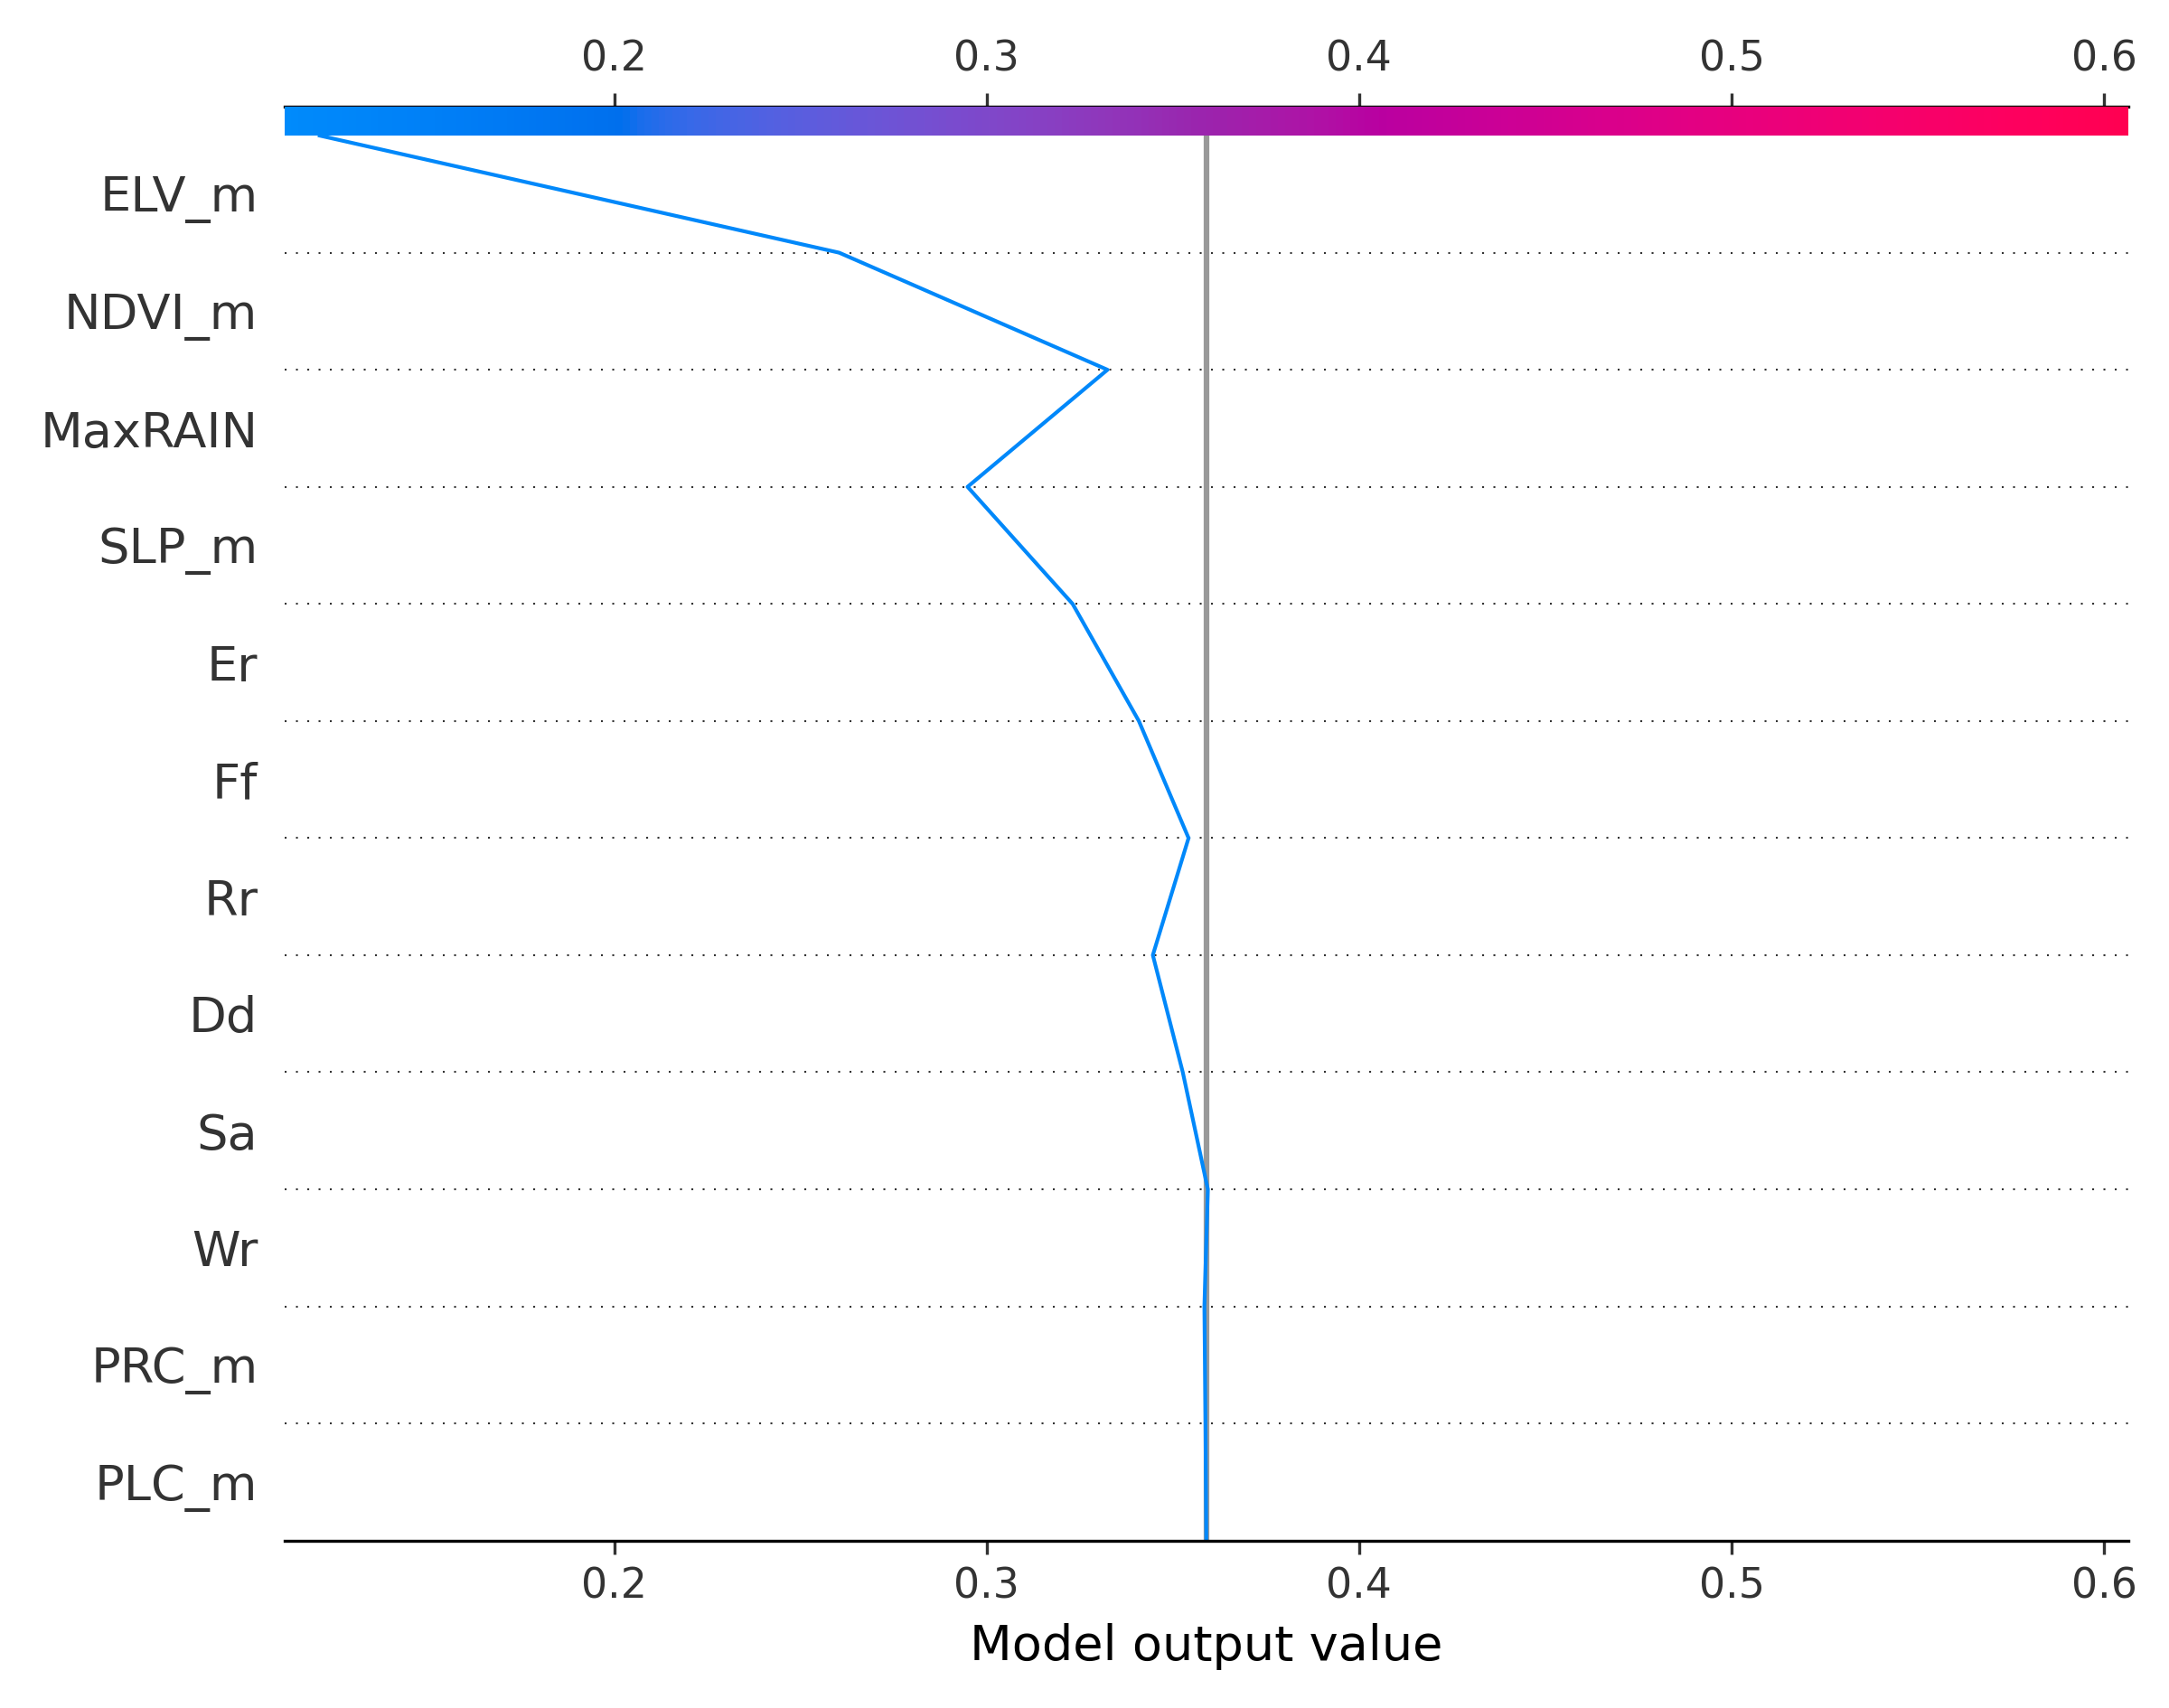 0.2 0.3 0.4 0.5 0.6
ELV_m
NDVI_m
MaxRAIN
SLP_m
Er
Ff
Rr
Dd
Sa
Wr
PRC_m
PLC_m
0.2 0.3 0.4 0.5 0.6
Model output value